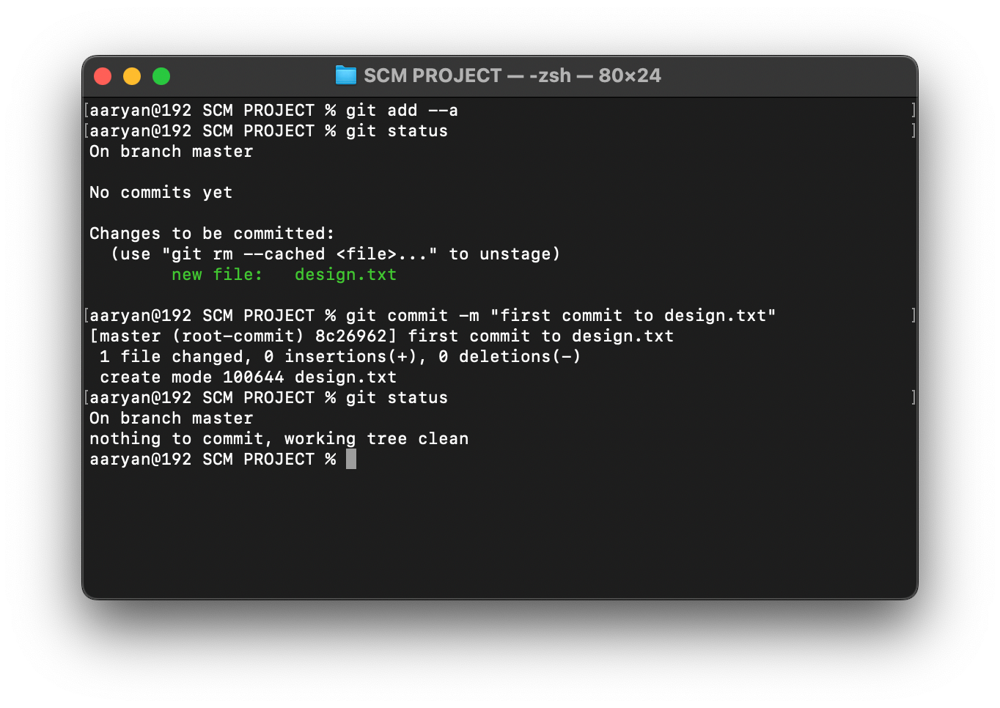 SCM PROJECT — -zsh — 80×24
[aaryan@192 SCM PROJECT % git add --a ]
[aaryan@192 SCM PROJECT % git status ]
On branch master
No commits yet
Changes to be committed:
  (use "git rm --cached <file>..." to unstage)
        new file:   design.txt
[aaryan@192 SCM PROJECT % git commit -m "first commit to design.txt" ]
[master (root-commit) 8c26962] first commit to design.txt
 1 file changed, 0 insertions(+), 0 deletions(-)
 create mode 100644 design.txt
[aaryan@192 SCM PROJECT % git status ]
On branch master
nothing to commit, working tree clean
aaryan@192 SCM PROJECT %